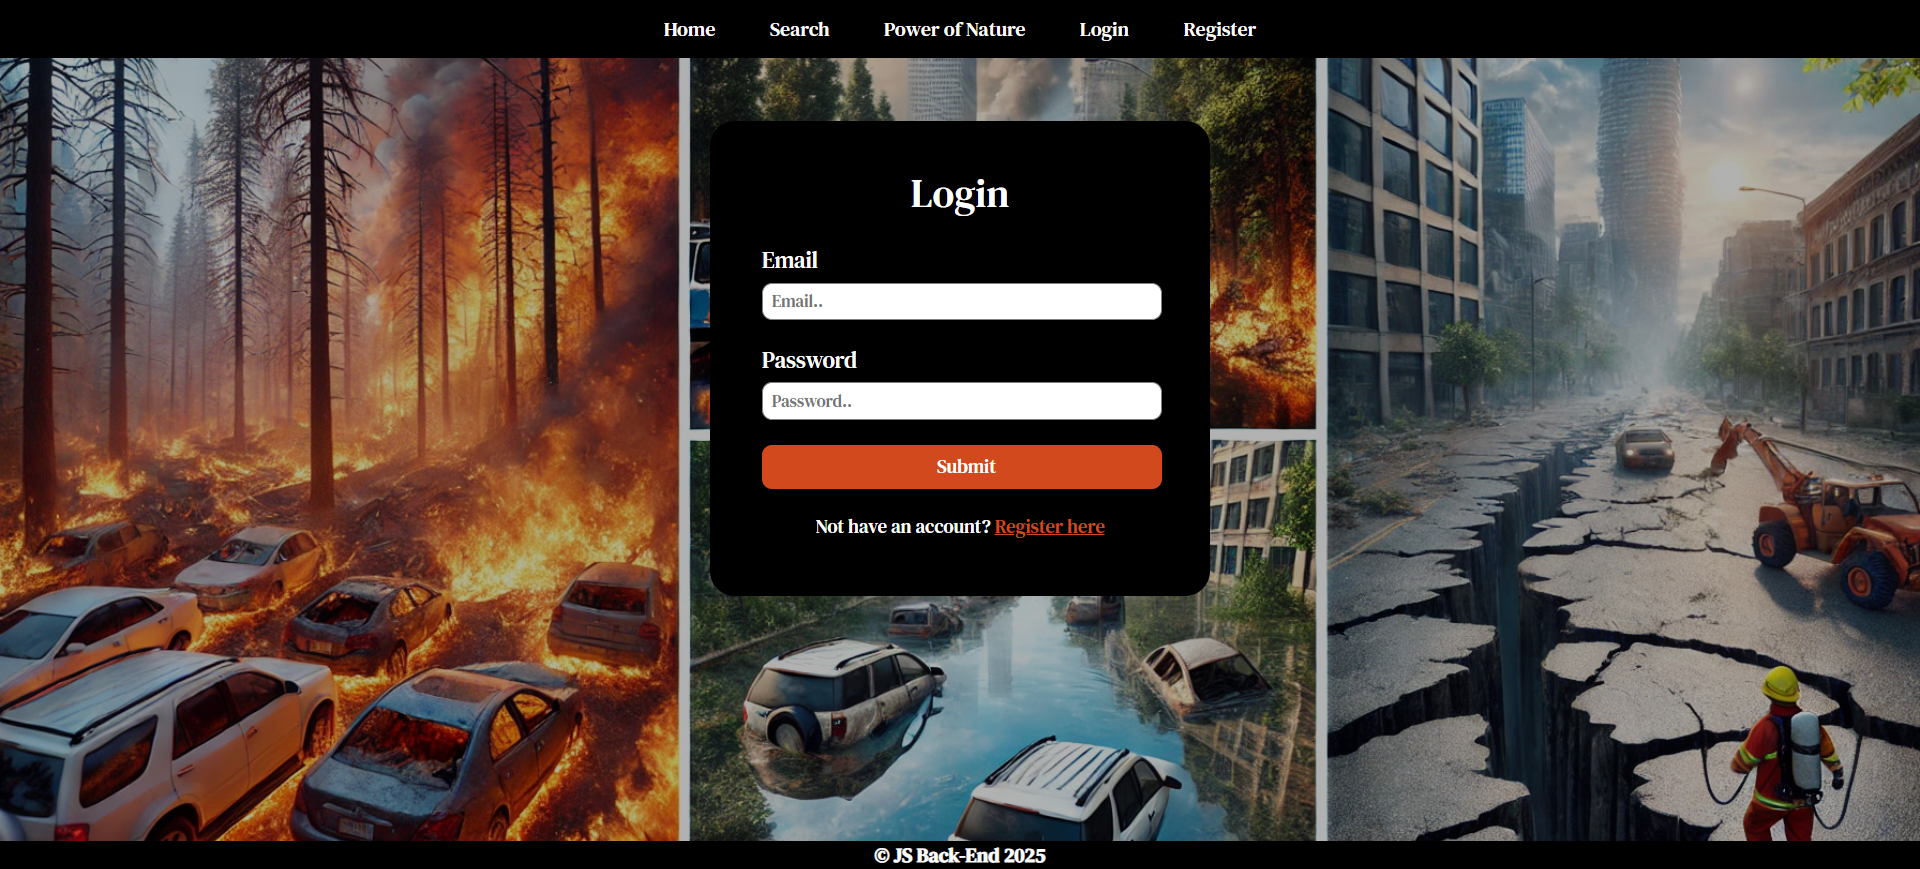 Home Search Power of Nature Login Register
Login
Email
Email..
Password
Password..
Submit
Not have an account? Register here
© JS Back-End 2025